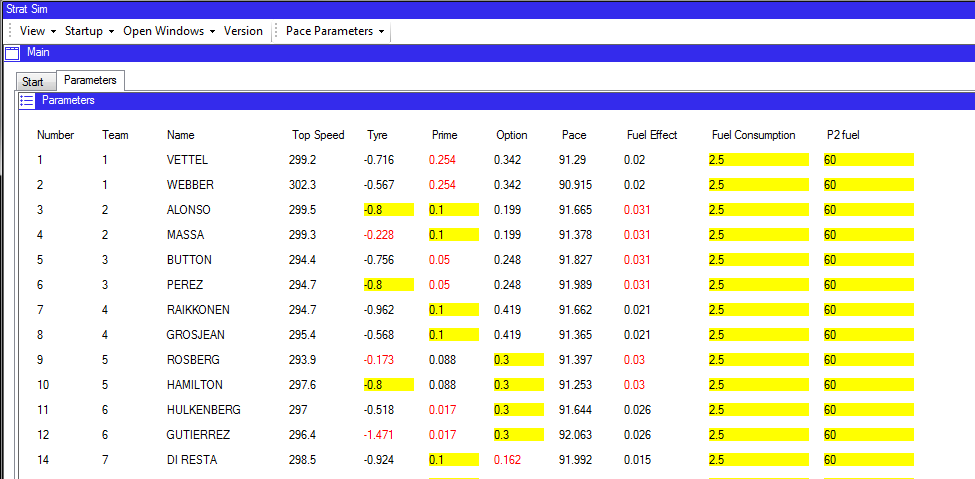 Strat Sim
View Startup Open Windows Version Pace Parameters
Main
Start Parameters
Parameters
Number Team Name Top Speed Tyre Prime Option Pace Fuel Effect Fuel Consumption P2 fuel
1 1 VETTEL 299.2 -0.716 0.254 0.342 91.29 0.02 2.5 60
2 1 WEBBER 302.3 -0.567 0.254 0.342 90.915 0.02 2.5 60
3 2 ALONSO 299.5 -0.8 0.1 0.199 91.665 0.031 2.5 60
4 2 MASSA 299.3 -0.228 0.1 0.199 91.378 0.031 2.5 60
5 3 BUTTON 294.4 -0.756 0.05 0.248 91.827 0.031 2.5 60
6 3 PEREZ 294.7 -0.8 0.05 0.248 91.989 0.031 2.5 60
7 4 RAIKKONEN 294.7 -0.962 0.1 0.419 91.662 0.021 2.5 60
8 4 GROSJEAN 295.4 -0.568 0.1 0.419 91.365 0.021 2.5 60
9 5 ROSBERG 293.9 -0.173 0.088 0.3 91.397 0.03 2.5 60
10 5 HAMILTON 297.6 -0.8 0.088 0.3 91.253 0.03 2.5 60
11 6 HULKENBERG 297 -0.518 0.017 0.3 91.644 0.026 2.5 60
12 6 GUTIERREZ 296.4 -1.471 0.017 0.3 92.063 0.026 2.5 60
14 7 DI RESTA 298.5 -0.924 0.1 0.162 91.992 0.015 2.5 60